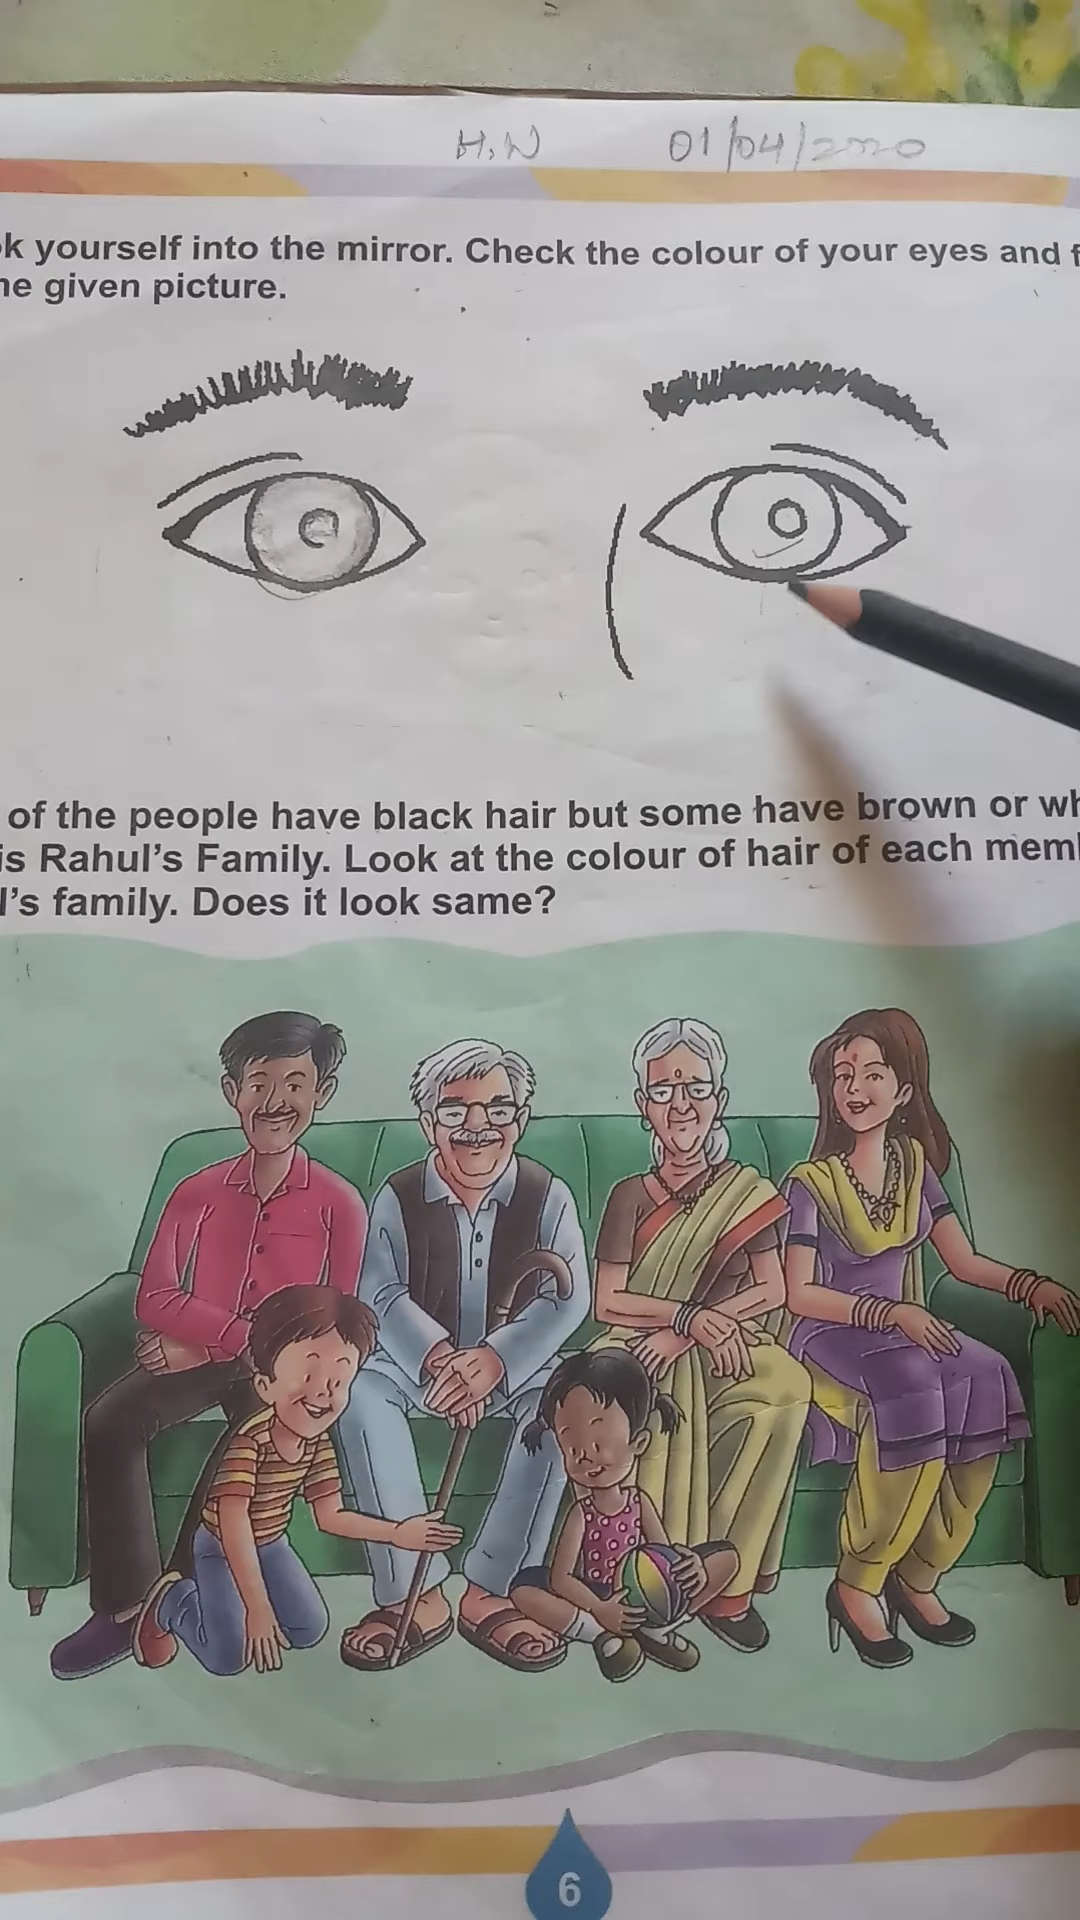 H.W 01/04/2020
k yourself into the mirror. Check the colour of your eyes and f
he given picture.
of the people have black hair but some have brown or wh
is Rahul's Family. Look at the colour of hair of each mem
l's family. Does it look same?
6